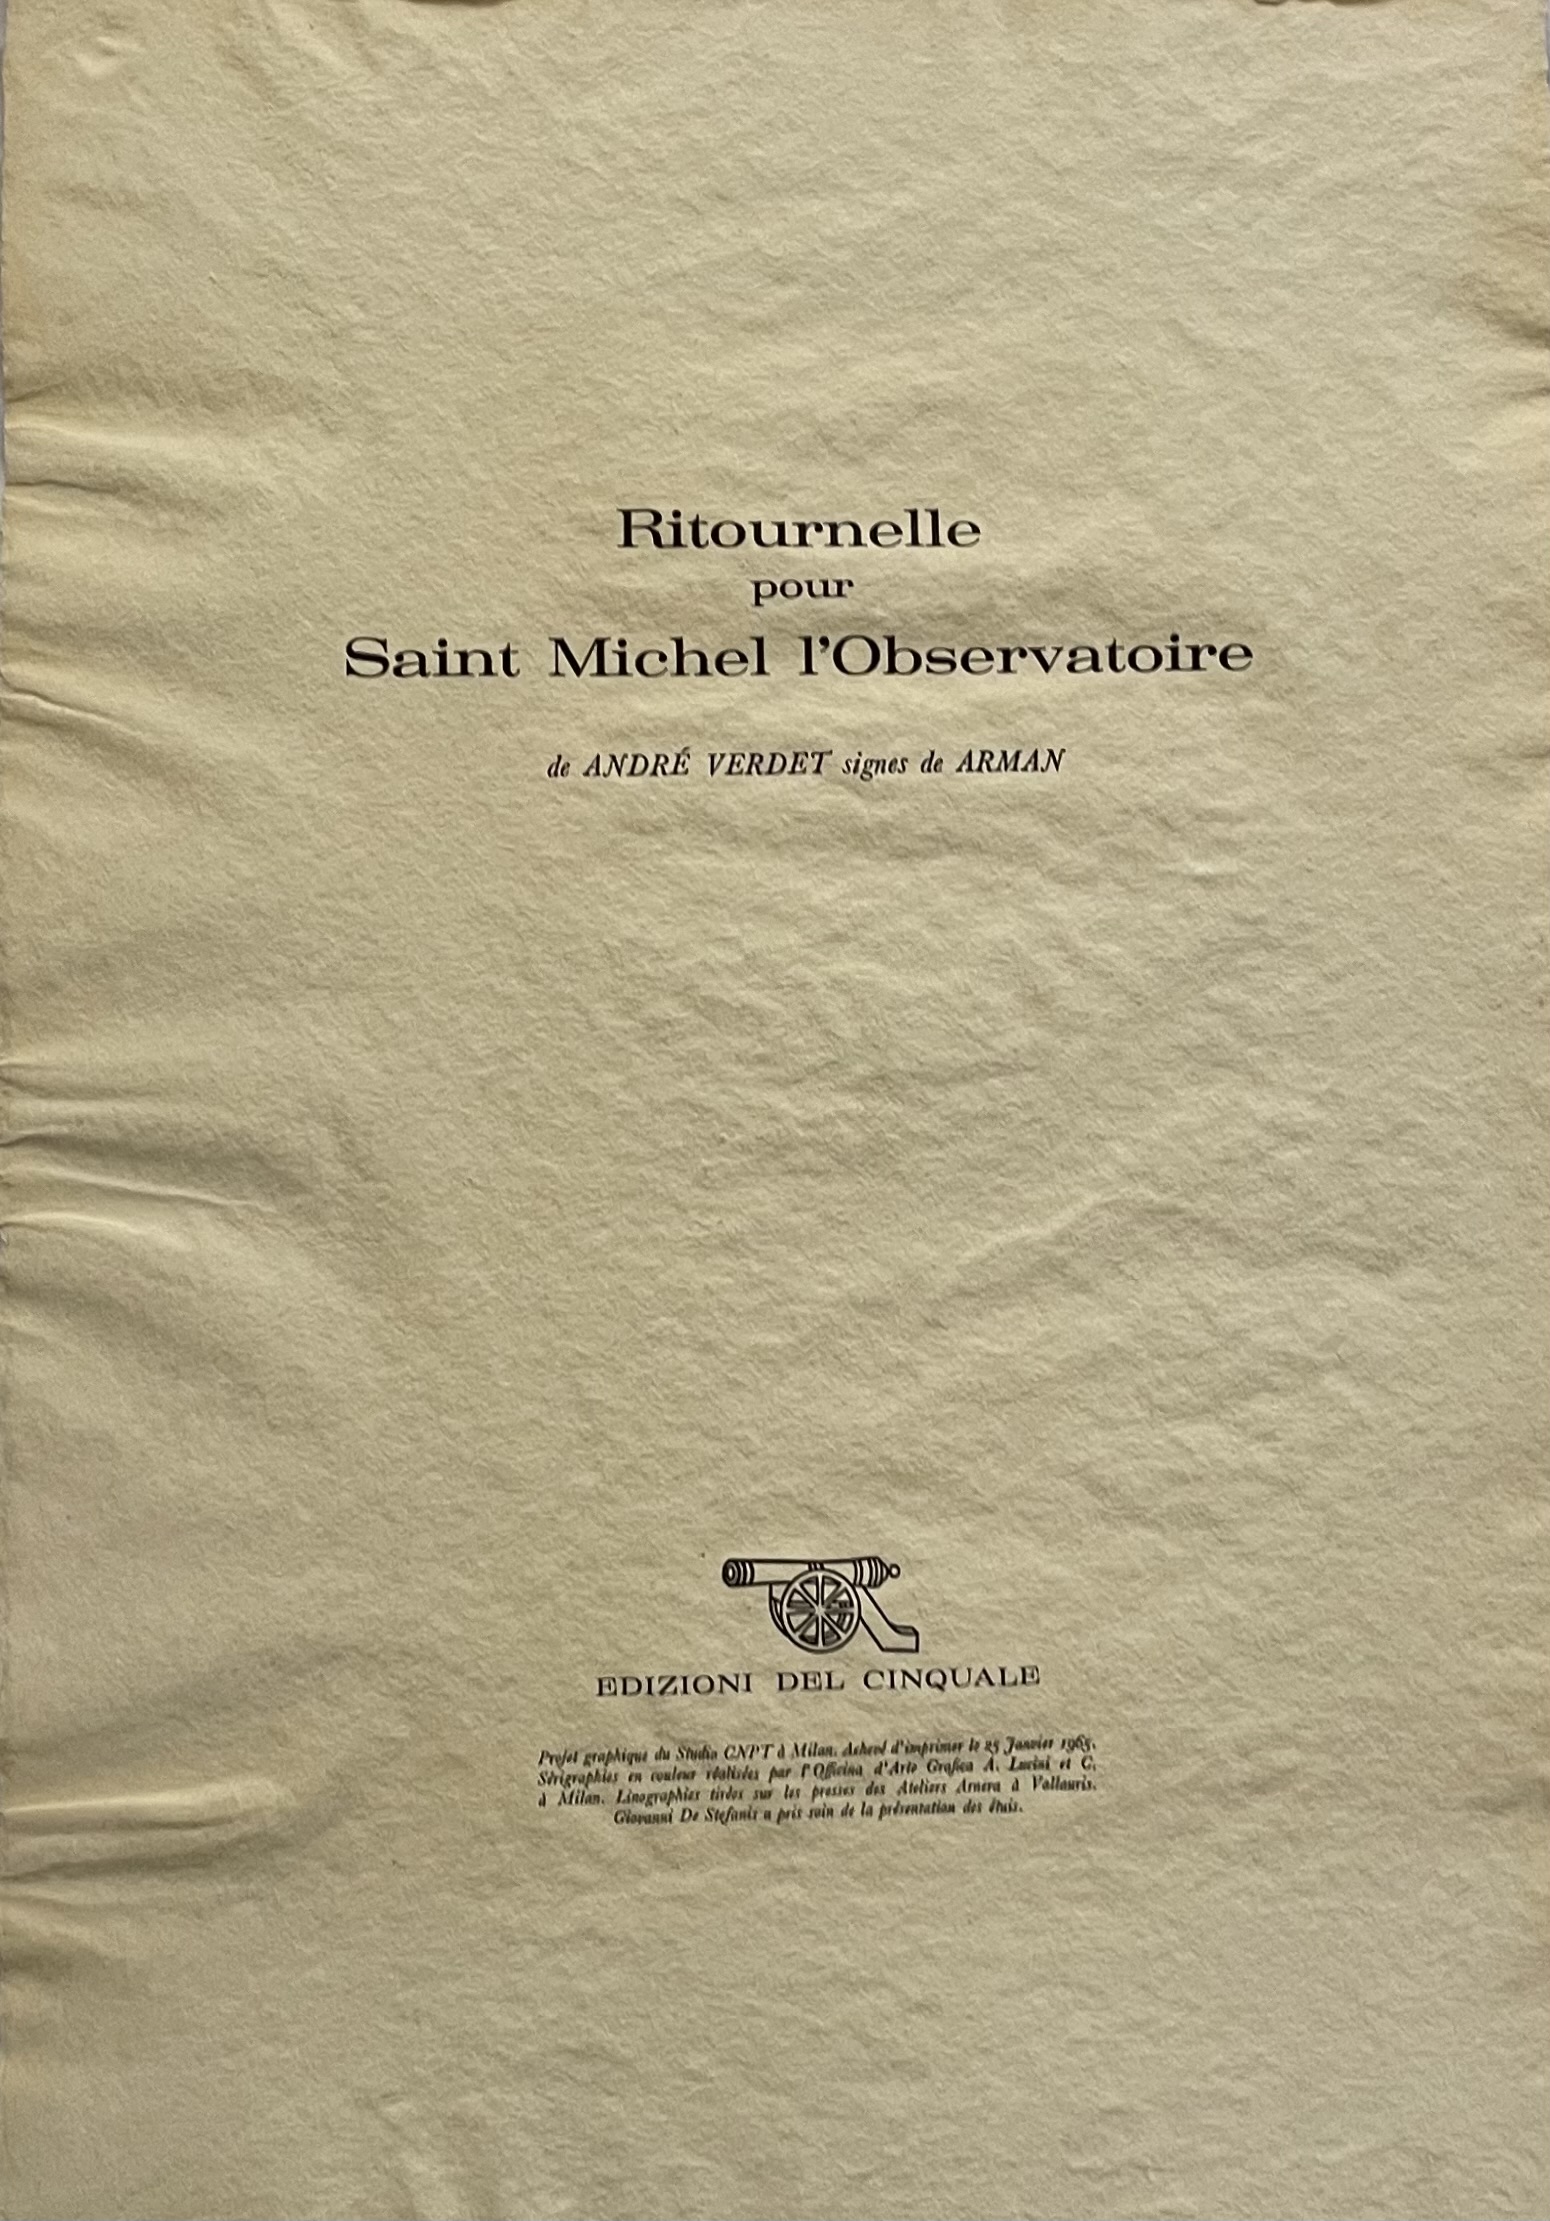 Ritournelle
pour
Saint Michel l'Observatoire
de ANDRÉ VERDET signes de ARMAN
EDIZIONI DEL CINQUALE
Projet graphique du Studio CNPT à Milan. Achevé d'imprimer le 25 Janvier 1965.
Sérigraphies en couleur réalisées par l'Officina d'Arte Grafica A. Lucini et C.
à Milan. Linographies tirées sur les presses des Ateliers Arnera à Vallauris.
Giovanni De Stefanis a pris soin de la présentation des étuis.